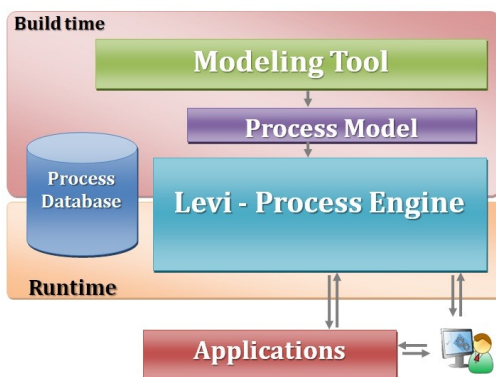 Build time
Modeling Tool
Process Model
Process
Database
Levi - Process Engine
Runtime
Applications